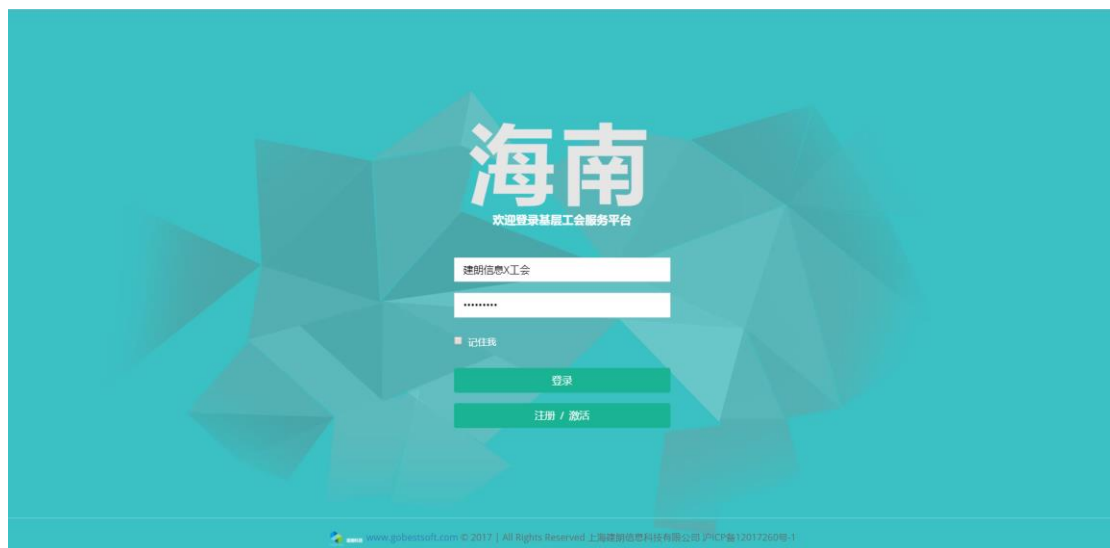 海南
欢迎登录基层工会服务平台
建朗信息X工会
•••••••••
记住我
登录
注册 / 激活
www.gobestsoft.com © 2017 | All Rights Reserved 上海建朗信息科技有限公司 沪ICP备12017260号-1